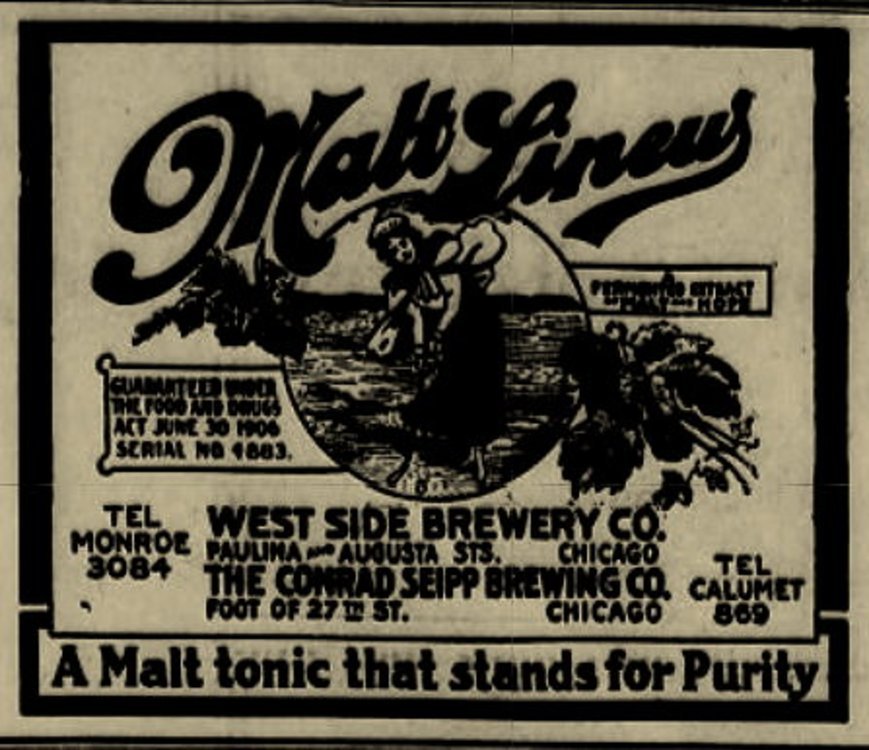 Malt Sineus
A
FERMENTED EXTRACT
OF MALT AND HOPS
GUARANTEED UNDER
THE FOOD AND DRUGS
ACT JUNE 30 1906
SERIAL NO 4883.
TEL
MONROE
3084
WEST SIDE BREWERY CO.
PAULINA AND AUGUSTA STS. CHICAGO
THE CONRAD SEIPP BREWING CO.
FOOT OF 27TH ST. CHICAGO
TEL
CALUMET
869
A Malt tonic that stands for Purity